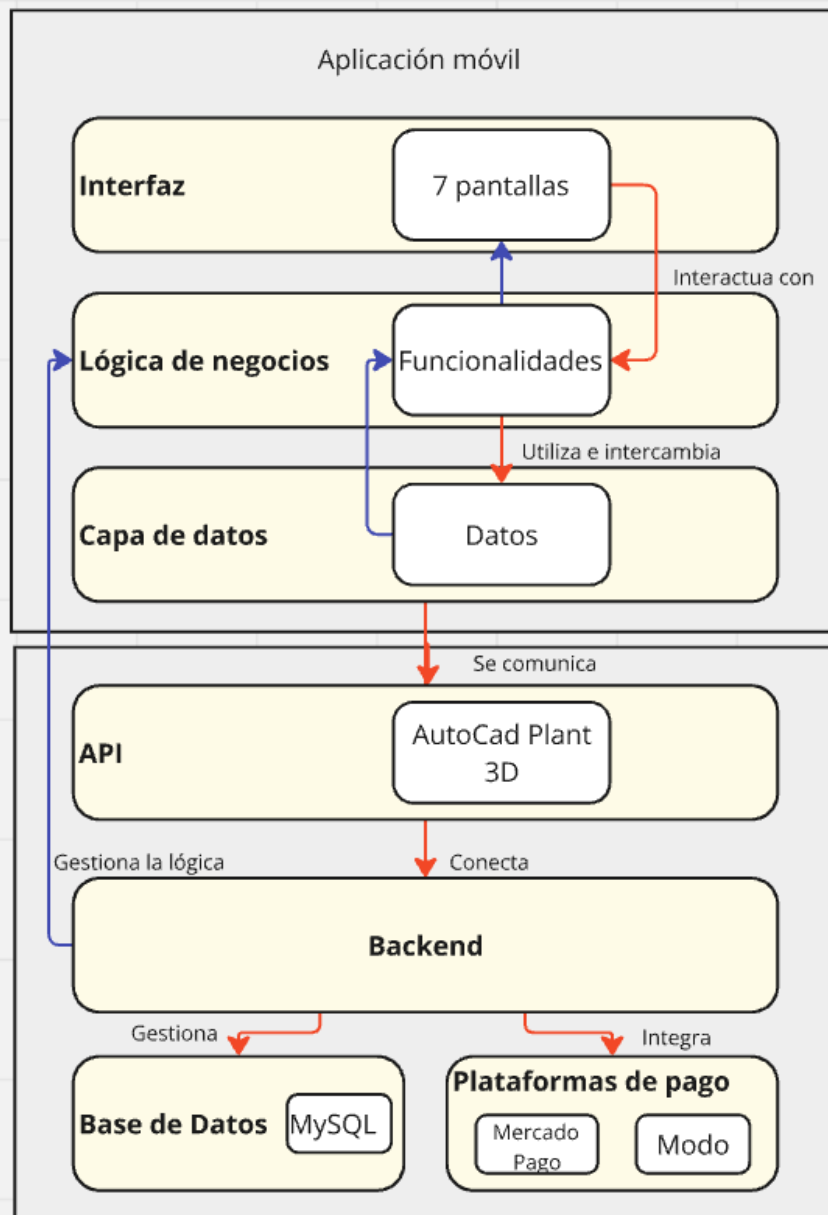 Aplicación móvil
Interfaz
7 pantallas
Interactua con
Lógica de negocios
Funcionalidades
Utiliza e intercambia
Capa de datos
Datos
Se comunica
API
AutoCad Plant
3D
Gestiona la lógica
Conecta
Backend
Gestiona
Integra
Base de Datos
MySQL
Plataformas de pago
Mercado
Pago
Modo